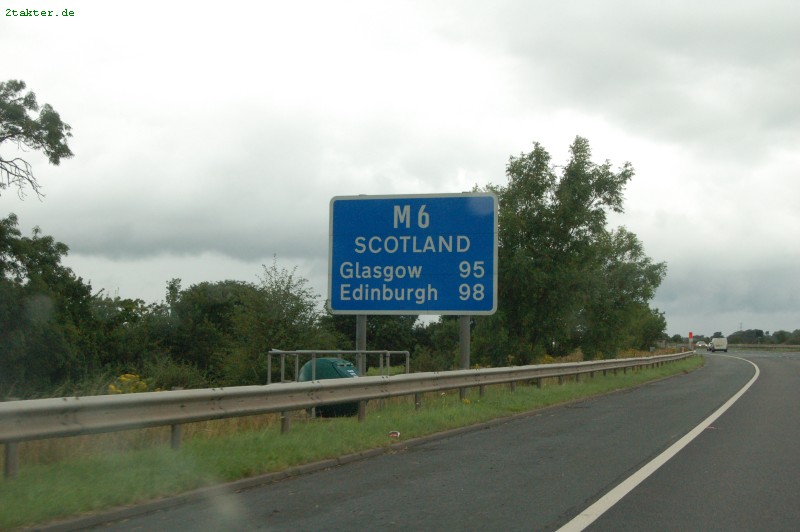 2takter.de
M6
SCOTLAND
Glasgow 95
Edinburgh 98